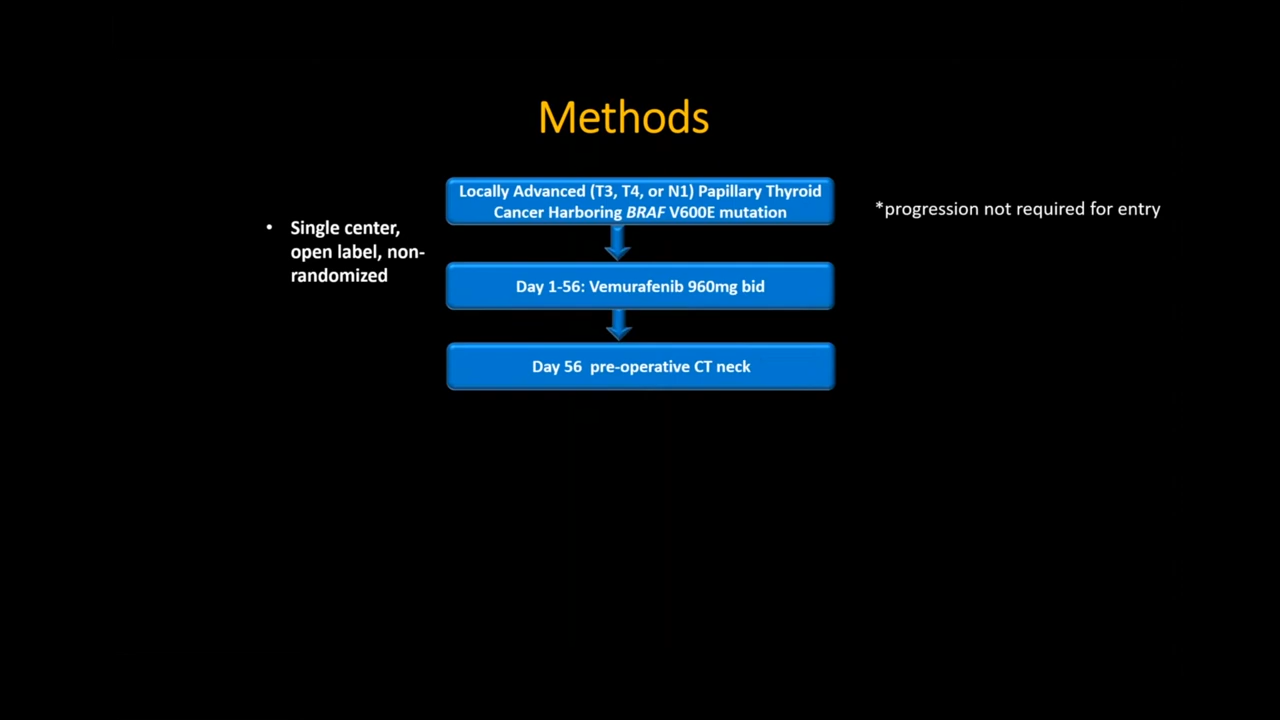 Methods
Locally Advanced (T3, T4, or N1) Papillary Thyroid
Cancer Harboring BRAF V600E mutation
*progression not required for entry
• Single center,
open label, non-
randomized
Day 1-56: Vemurafenib 960mg bid
Day 56 pre-operative CT neck